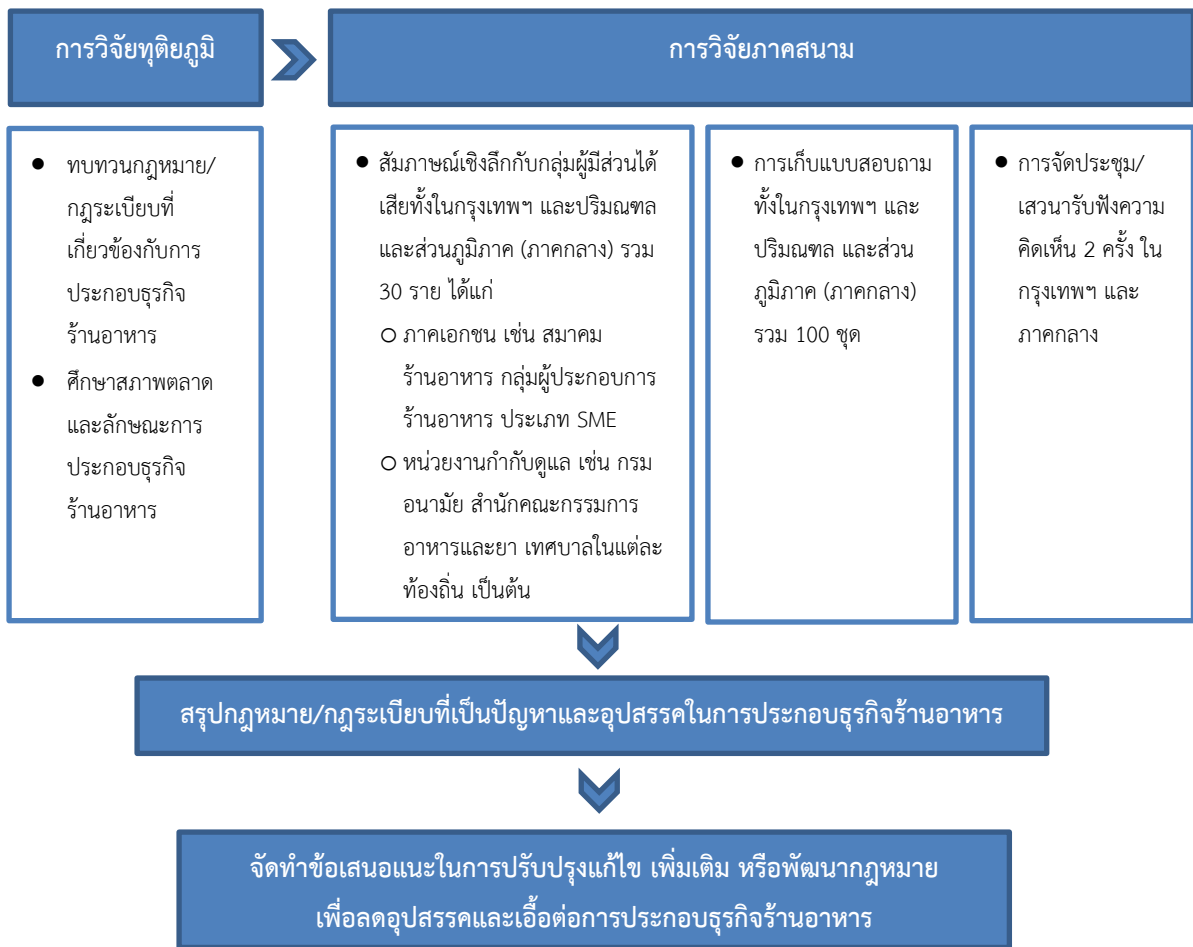 การวิจัยทุติยภูมิ
การวิจัยภาคสนาม
● ทบทวนกฎหมาย/
กฎระเบียบที่
เกี่ยวข้องกับการ
ประกอบธุรกิจ
ร้านอาหาร
● ศึกษาสภาพตลาด
และลักษณะการ
ประกอบธุรกิจ
ร้านอาหาร
● สัมภาษณ์เชิงลึกกับกลุ่มผู้มีส่วนได้
เสียทั้งในกรุงเทพฯ และปริมณฑล
และส่วนภูมิภาค (ภาคกลาง) รวม
30 ราย ได้แก่
○ ภาคเอกชน เช่น สมาคม
ร้านอาหาร กลุ่มผู้ประกอบการ
ร้านอาหาร ประเภท SME
○ หน่วยงานกำกับดูแล เช่น กรม
อนามัย สำนักคณะกรรมการ
อาหารและยา เทศบาลในแต่ละ
ท้องถิ่น เป็นต้น
● การเก็บแบบสอบถาม
ทั้งในกรุงเทพฯ และ
ปริมณฑล และส่วน
ภูมิภาค (ภาคกลาง)
รวม 100 ชุด
● การจัดประชุม/
เสวนารับฟังความ
คิดเห็น 2 ครั้ง ใน
กรุงเทพฯ และ
ภาคกลาง
สรุปกฎหมาย/กฎระเบียบที่เป็นปัญหาและอุปสรรคในการประกอบธุรกิจร้านอาหาร
จัดทำข้อเสนอแนะในการปรับปรุงแก้ไข เพิ่มเติม หรือพัฒนากฎหมาย
เพื่อลดอุปสรรคและเอื้อต่อการประกอบธุรกิจร้านอาหาร